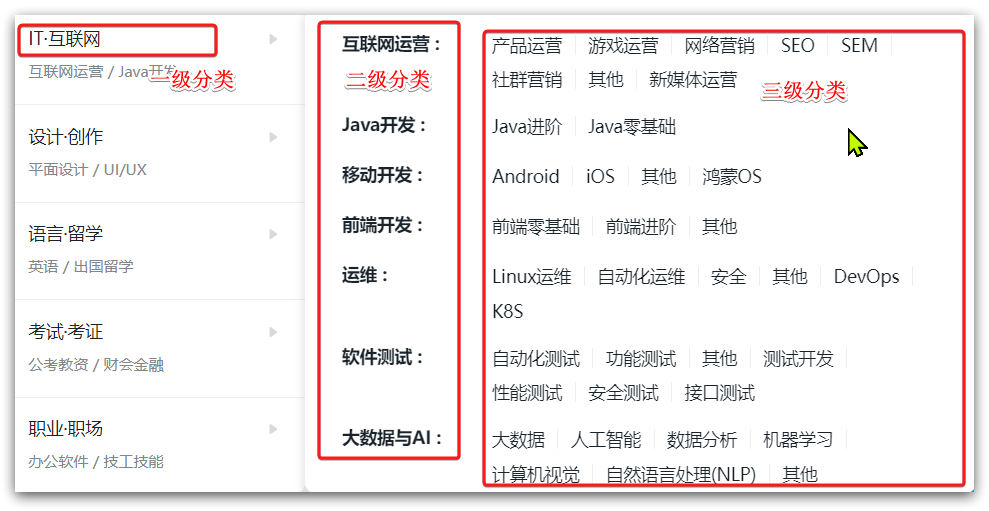 IT·互联网
互联网运营 / Java开发
一级分类
设计·创作
平面设计 / UI/UX
语言·留学
英语 / 出国留学
考试·考证
公考教资 / 财会金融
职业·职场
办公软件 / 技工技能
二级分类
三级分类
互联网运营： 产品运营 游戏运营 网络营销 SEO SEM
社群营销 其他 新媒体运营
Java开发： Java进阶 Java零基础
移动开发： Android iOS 其他 鸿蒙OS
前端开发： 前端零基础 前端进阶 其他
运维： Linux运维 自动化运维 安全 其他 DevOps
K8S
软件测试： 自动化测试 功能测试 其他 测试开发
性能测试 安全测试 接口测试
大数据与AI： 大数据 人工智能 数据分析 机器学习
计算机视觉 自然语言处理(NLP) 其他